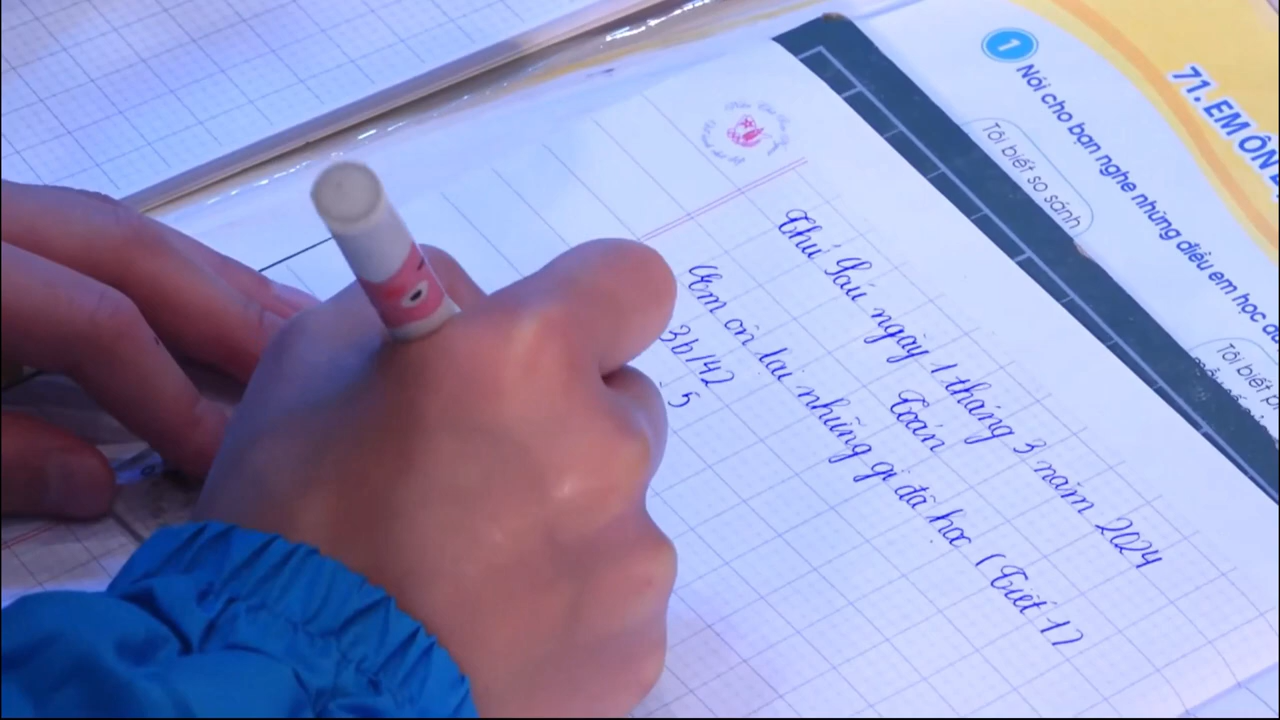 Thứ Sáu ngày 1 tháng 3 năm 2024
Toán
Em ôn lại những gì đã học (Tiết 1)
3b/42
5
1
Nói cho bạn nghe những điều em học
Tôi biết so sánh
Tôi biết
71. EM ÔN